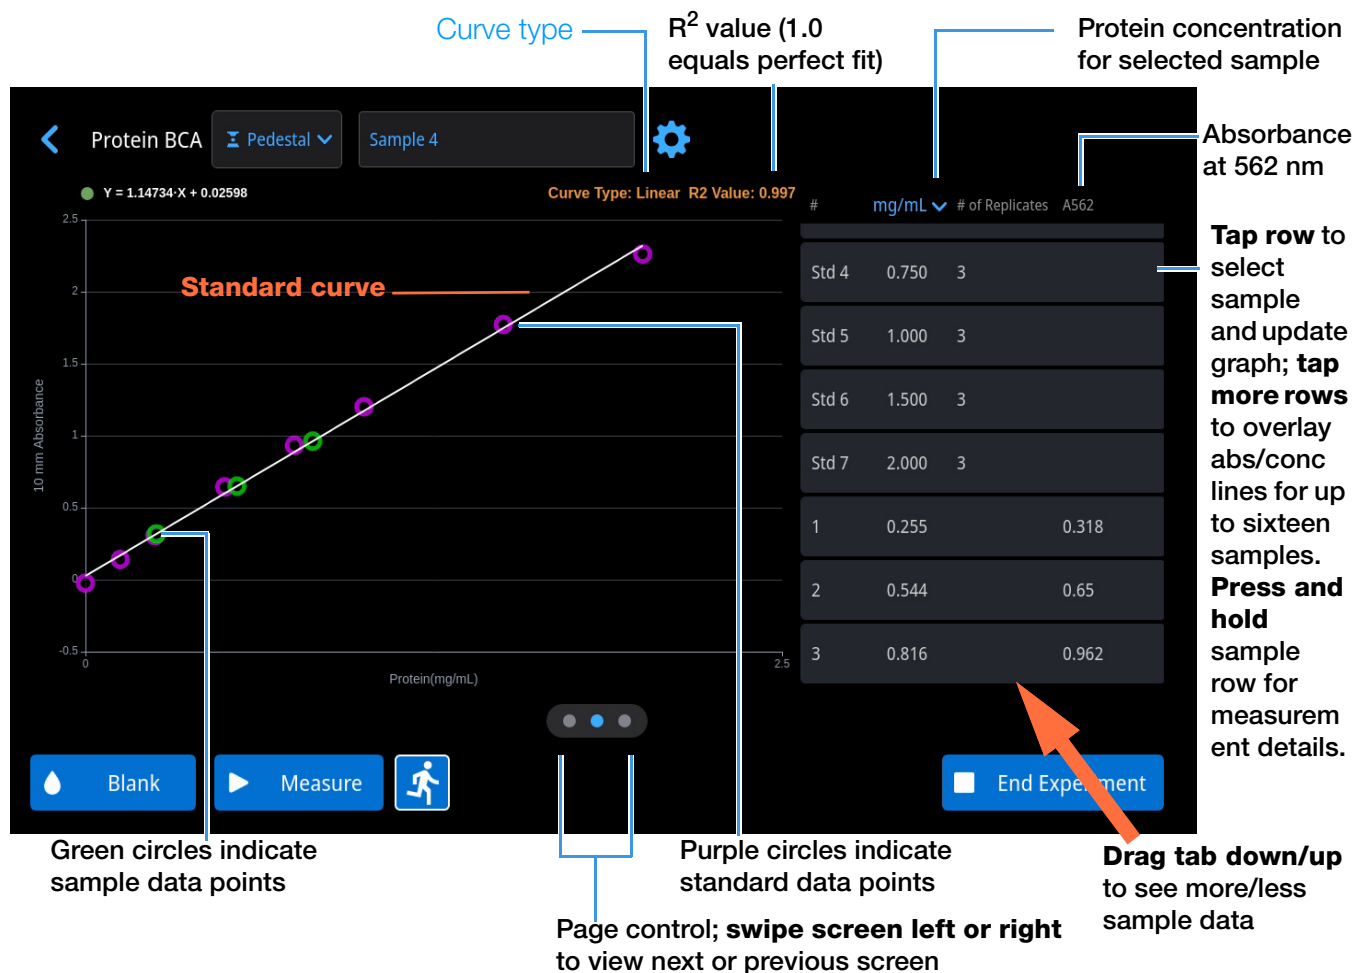 Curve type
R2 value (1.0
equals perfect fit)
Protein concentration
for selected sample
Absorbance
at 562 nm
Protein BCA
Pedestal
Sample 4
Y = 1.14734·X + 0.02598
Curve Type: Linear R2 Value: 0.997
# mg/mL # of Replicates A562
2.5
2
1.5
1
0.5
0
-0.5
0
2.5
10 mm Absorbance
Protein(mg/mL)
Standard curve
Std 4 0.750 3
Std 5 1.000 3
Std 6 1.500 3
Std 7 2.000 3
1 0.255 0.318
2 0.544 0.65
3 0.816 0.962
Tap row to
select
sample
and update
graph; tap
more rows
to overlay
abs/conc
lines for up
to sixteen
samples.
Press and
hold
sample
row for
measurem
ent details.
Blank
Measure
End Experiment
Green circles indicate
sample data points
Purple circles indicate
standard data points
Drag tab down/up
to see more/less
sample data
Page control; swipe screen left or right
to view next or previous screen